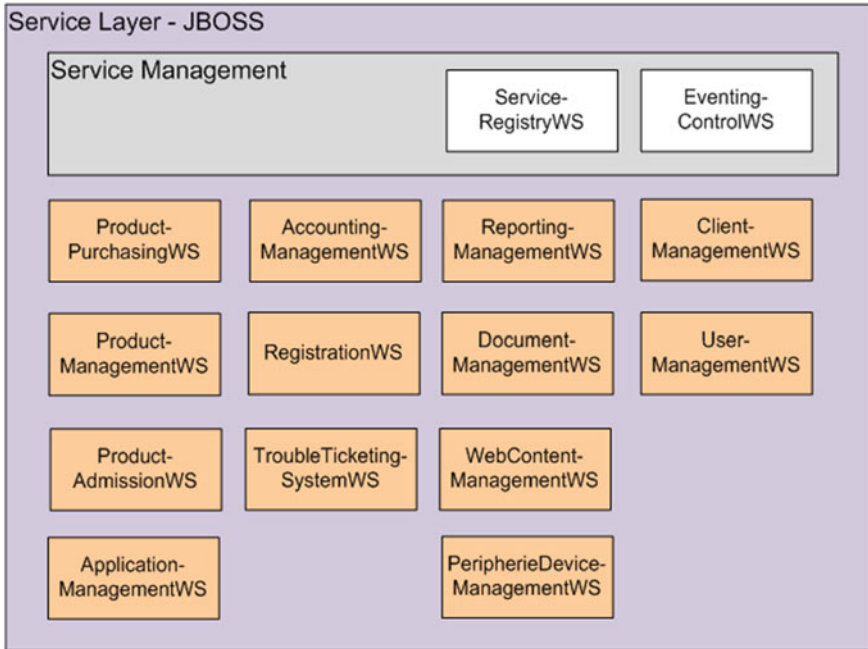 Service Layer - JBOSS
Service Management
Service-
RegistryWS
Eventing-
ControlWS
Product-
PurchasingWS
Accounting-
ManagementWS
Reporting-
ManagementWS
Client-
ManagementWS
Product-
ManagementWS
RegistrationWS
Document-
ManagementWS
User-
ManagementWS
Product-
AdmissionWS
TroubleTicketing-
SystemWS
WebContent-
ManagementWS
Application-
ManagementWS
PeripherieDevice-
ManagementWS